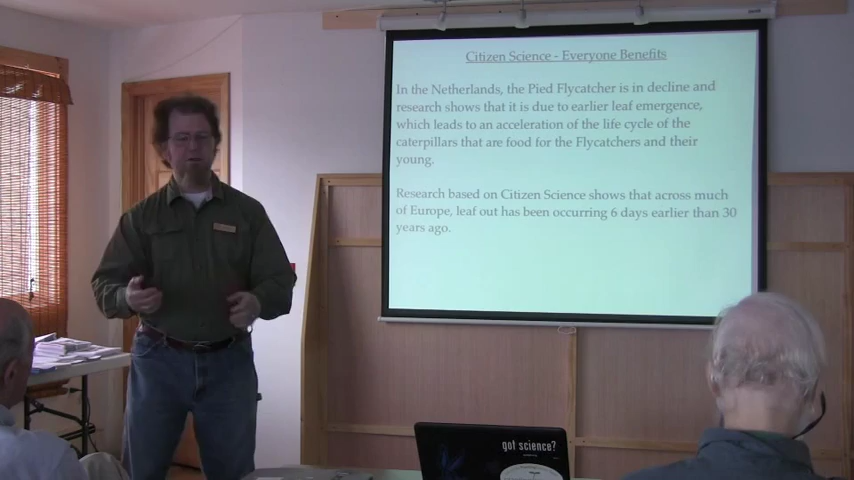 Citizen Science - Everyone Benefits
In the Netherlands, the Pied Flycatcher is in decline and
research shows that it is due to earlier leaf emergence,
which leads to an acceleration of the life cycle of the
caterpillars that are food for the Flycatchers and their
young.
Research based on Citizen Science shows that across much
of Europe, leaf out has been occurring 6 days earlier than 30
years ago.
got science?